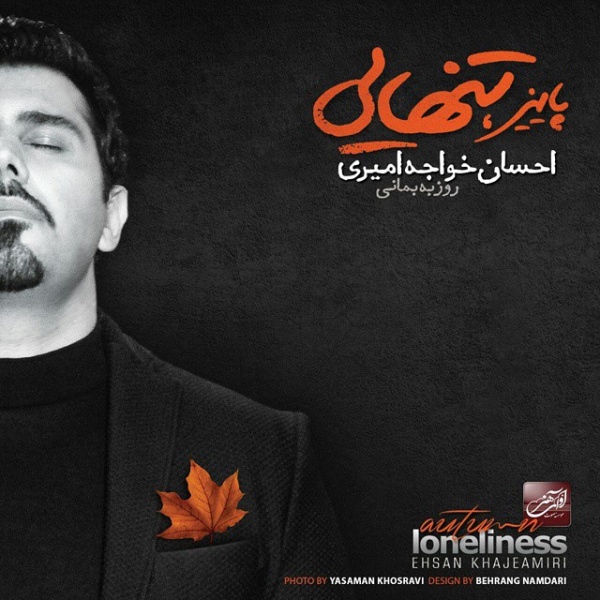 پاییز، تنهایی
احسان خواجه امیری
روزبه بمانی
autumn
loneliness
EHSAN KHAJEAMIRI
PHOTO BY YASAMAN KHOSRAVI DESIGN BY BEHRANG NAMDARI